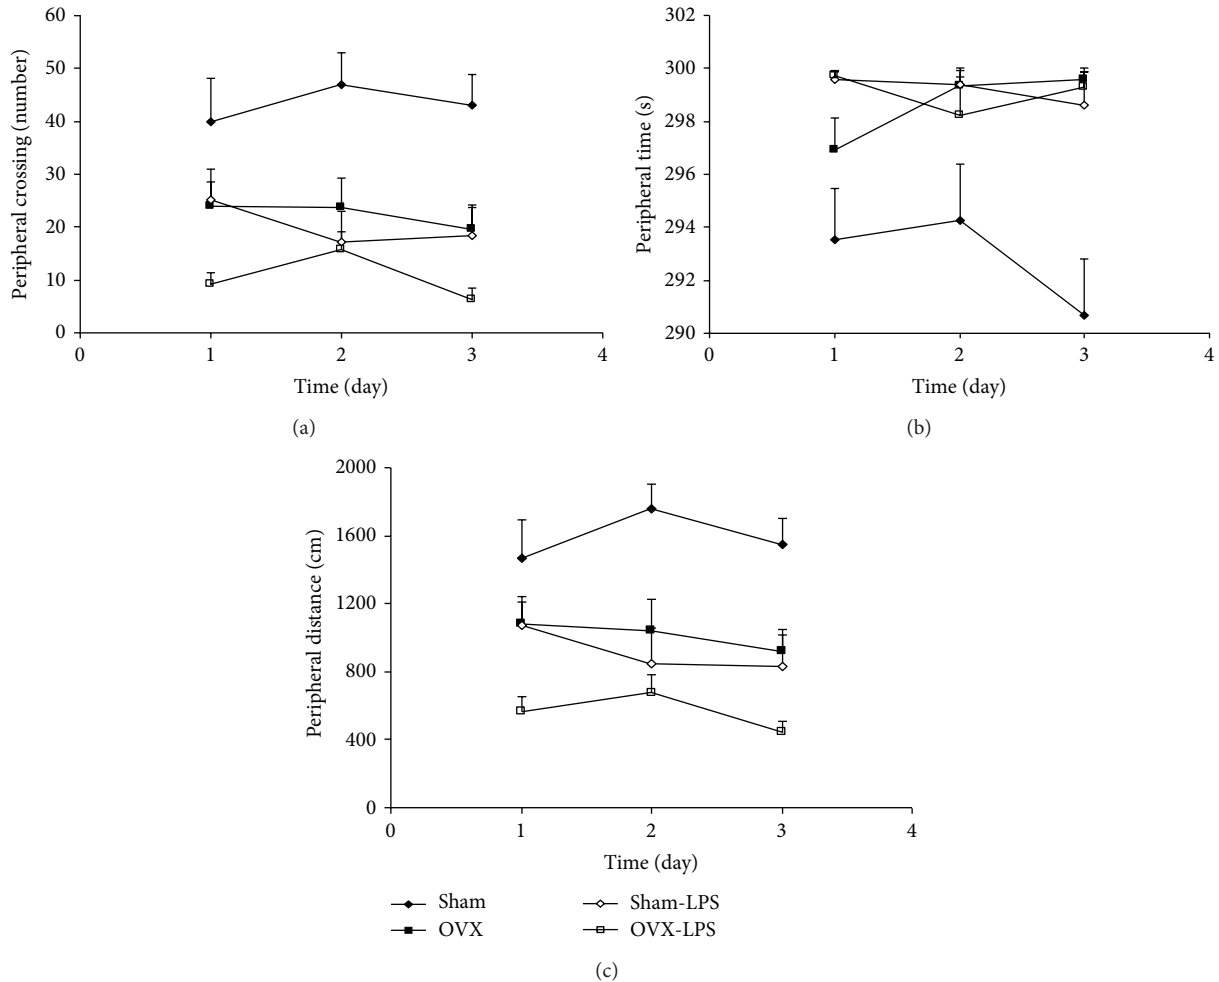 60
50
40
30
20
10
0
Peripheral crossing (number)
0 1 2 3 4
Time (day)
(a)
302
300
298
296
294
292
290
Peripheral time (s)
0 1 2 3 4
Time (day)
(b)
2000
1600
1200
800
400
0
Peripheral distance (cm)
0 1 2 3 4
Time (day)
Sham Sham-LPS
OVX OVX-LPS
(c)